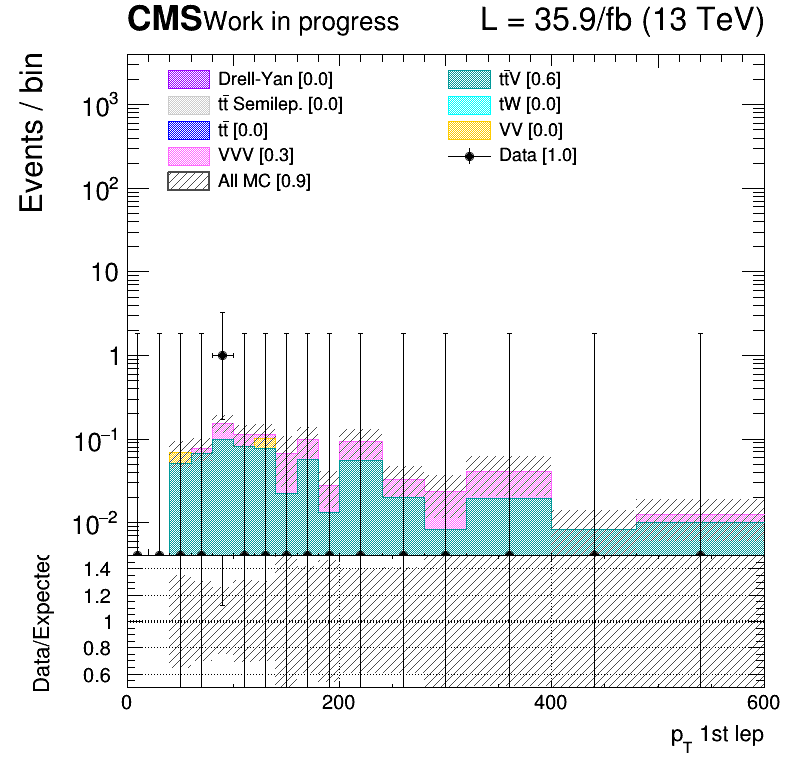 CMS Work in progress L = 35.9/fb (13 TeV)
Events / bin
10³
10²
10
1
10⁻¹
10⁻²
Drell-Yan [0.0]
tt̄ Semilep. [0.0]
tt̄ [0.0]
VVV [0.3]
All MC [0.9]
tt̄V [0.6]
tW [0.0]
VV [0.0]
Data [1.0]
Data/Expected
1.4
1.2
1
0.8
0.6
0 200 400 600
p_T 1st lep